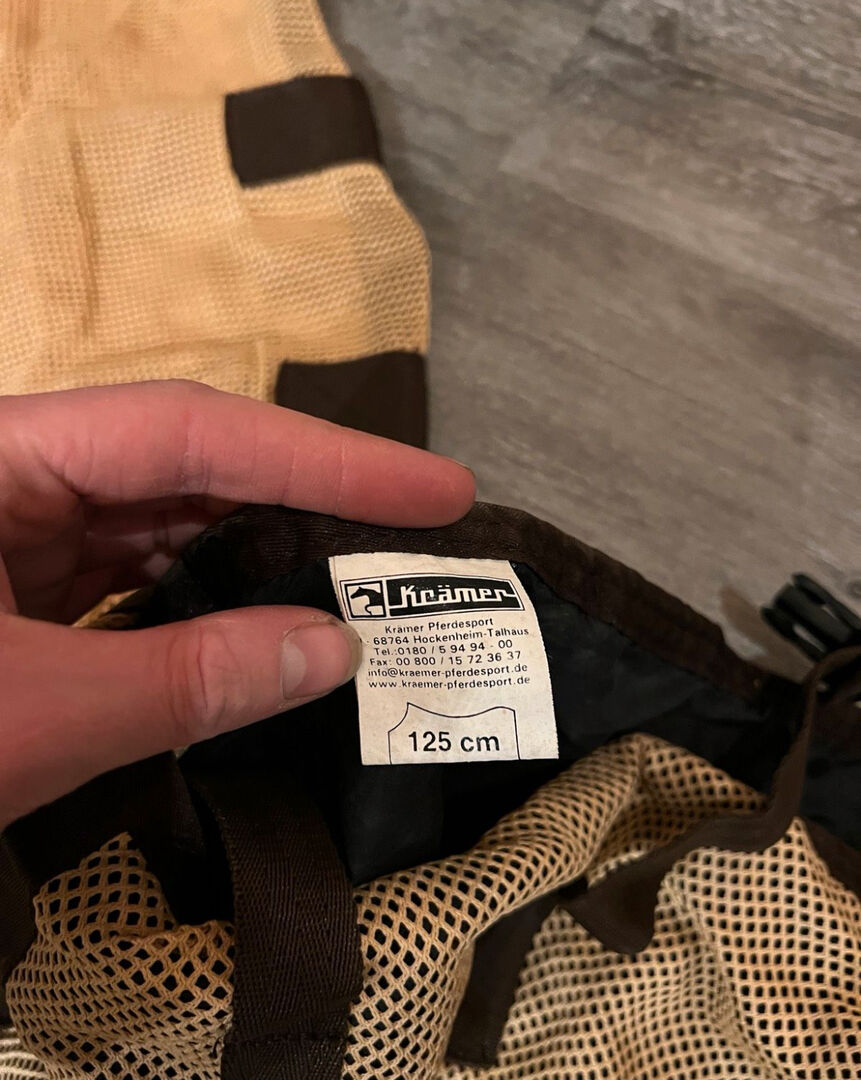 Krämer
Krämer Pferdesport
68764 Hockenheim-Talhaus
Tel.:0180 / 5 94 94 - 00
Fax: 00 800 / 15 72 36 37
info@kraemer-pferdesport.de
www.kraemer-pferdesport.de
125 cm